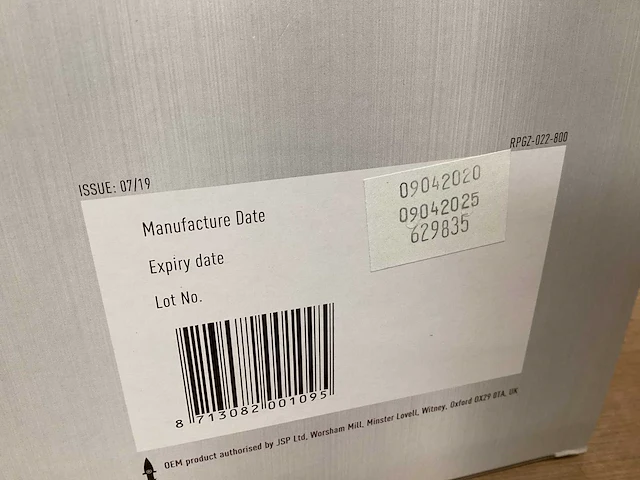 RPGZ-022-800
ISSUE: 07/19
Manufacture Date
09042020
Expiry date
09042025
Lot No.
629835
8 713082 001095
OEM product authorised by JSP Ltd, Worsham Mill, Minster Lovell, Witney, Oxford OX29 0TA, UK